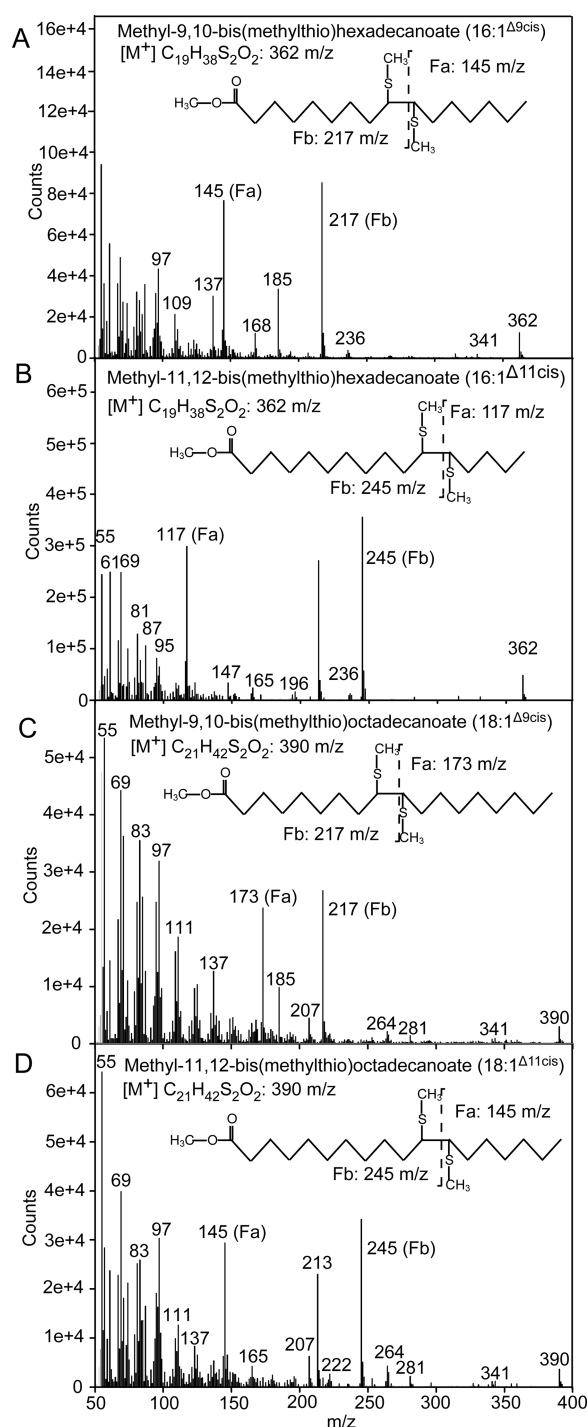 A
Methyl-9,10-bis(methylthio)hexadecanoate (16:1Δ9cis)
[M+] C19H38S2O2: 362 m/z
CH3
S
Fa: 145 m/z
O
H3C
O
Fb: 217 m/z
S
CH3
16e+4
14e+4
12e+4
10e+4
8e+4
6e+4
4e+4
2e+4
0
Counts
97
109
137
145 (Fa)
168
185
217 (Fb)
236
341
362
B
Methyl-11,12-bis(methylthio)hexadecanoate (16:1Δ11cis)
[M+] C19H38S2O2: 362 m/z
CH3
S
Fa: 117 m/z
O
H3C
O
Fb: 245 m/z
S
CH3
6e+5
5e+5
4e+5
3e+5
2e+5
1e+5
0
Counts
55
61
69
81
87
95
117 (Fa)
147
165
196
236
245 (Fb)
362
C
Methyl-9,10-bis(methylthio)octadecanoate (18:1Δ9cis)
[M+] C21H42S2O2: 390 m/z
CH3
S
Fa: 173 m/z
O
H3C
O
Fb: 217 m/z
S
CH3
5e+4
4e+4
3e+4
2e+4
1e+4
0
Counts
55
69
83
97
111
137
173 (Fa)
185
207
217 (Fb)
264
281
341
390
D
Methyl-11,12-bis(methylthio)octadecanoate (18:1Δ11cis)
[M+] C21H42S2O2: 390 m/z
CH3
S
Fa: 145 m/z
O
H3C
O
Fb: 245 m/z
S
CH3
6e+4
5e+4
4e+4
3e+4
2e+4
1e+4
0
Counts
55
69
83
97
111
137
145 (Fa)
165
207
213
222
245 (Fb)
264
281
341
390
50
100
150
200
250
300
350
400
m/z